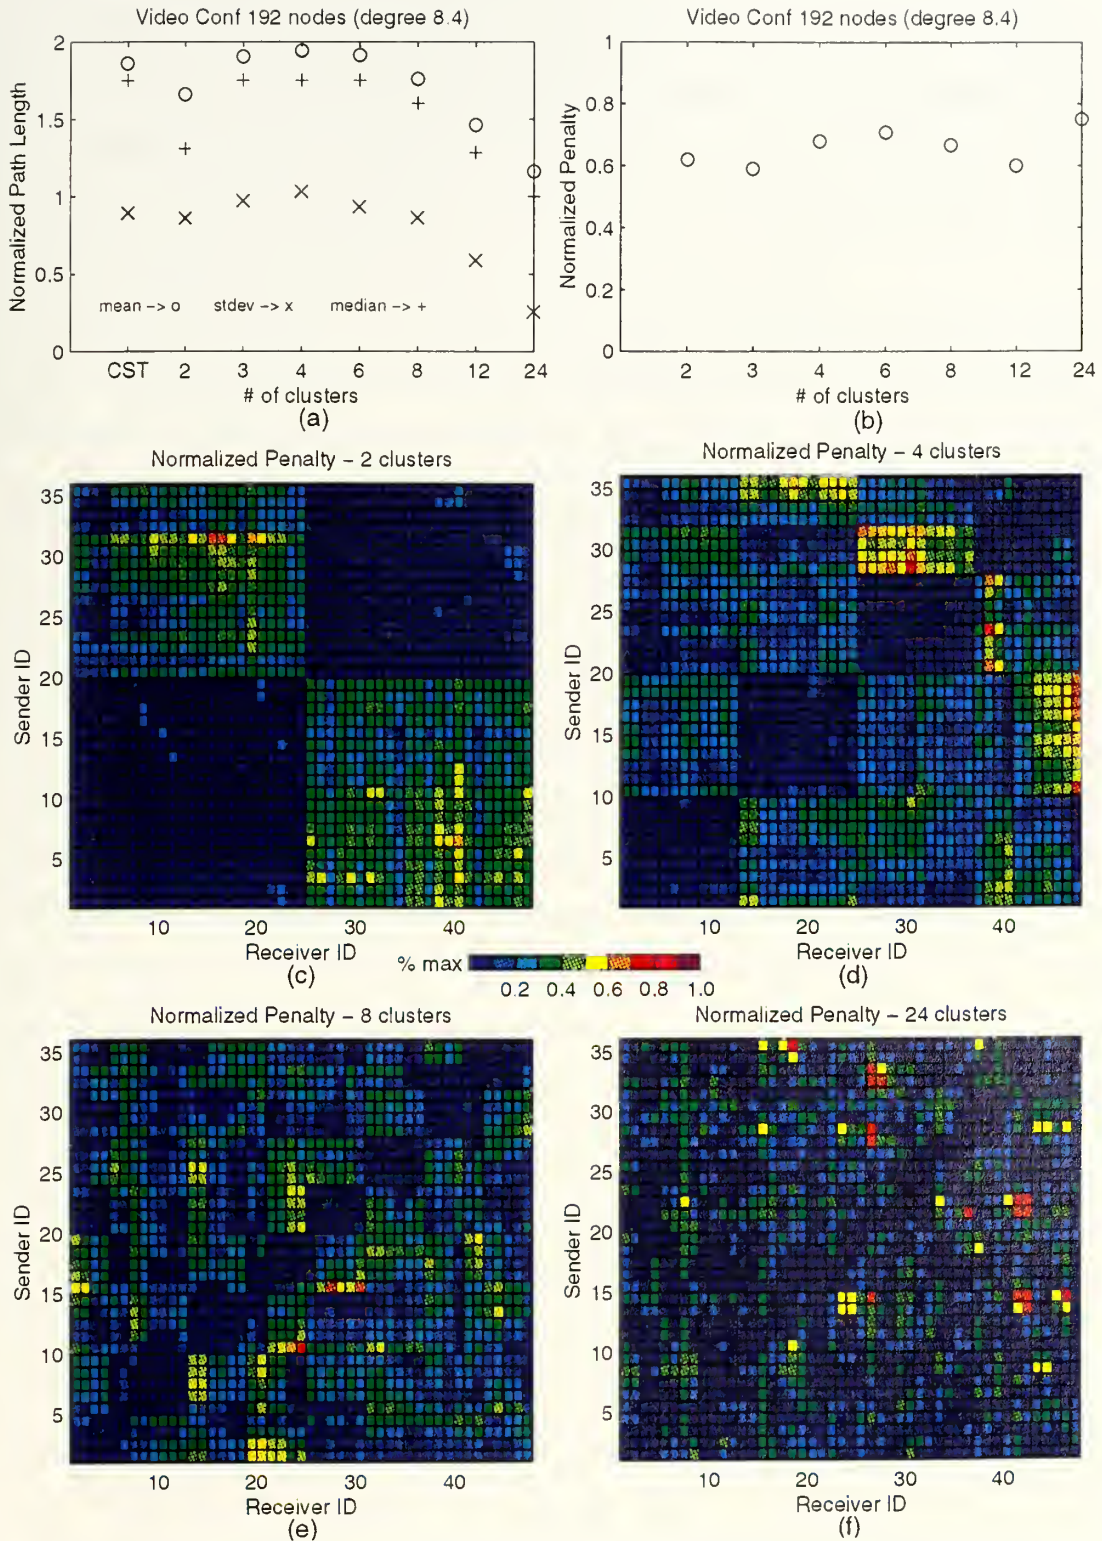 Video Conf 192 nodes (degree 8.4)
Normalized Path Length
2
1.5
1
0.5
0
mean -> o stdev -> x median -> +
CST 2 3 4 6 8 12 24
# of clusters
(a)
Video Conf 192 nodes (degree 8.4)
Normalized Penalty
1
0.8
0.6
0.4
0.2
0
2 3 4 6 8 12 24
# of clusters
(b)
Normalized Penalty – 2 clusters
Sender ID
35
30
25
20
15
10
5
10 20 30 40
Receiver ID
(c)
Normalized Penalty – 4 clusters
Sender ID
35
30
25
20
15
10
5
10 20 30 40
Receiver ID
(d)
% max
0.2 0.4 0.6 0.8 1.0
Normalized Penalty – 8 clusters
Sender ID
35
30
25
20
15
10
5
10 20 30 40
Receiver ID
(e)
Normalized Penalty – 24 clusters
Sender ID
35
30
25
20
15
10
5
10 20 30 40
Receiver ID
(f)